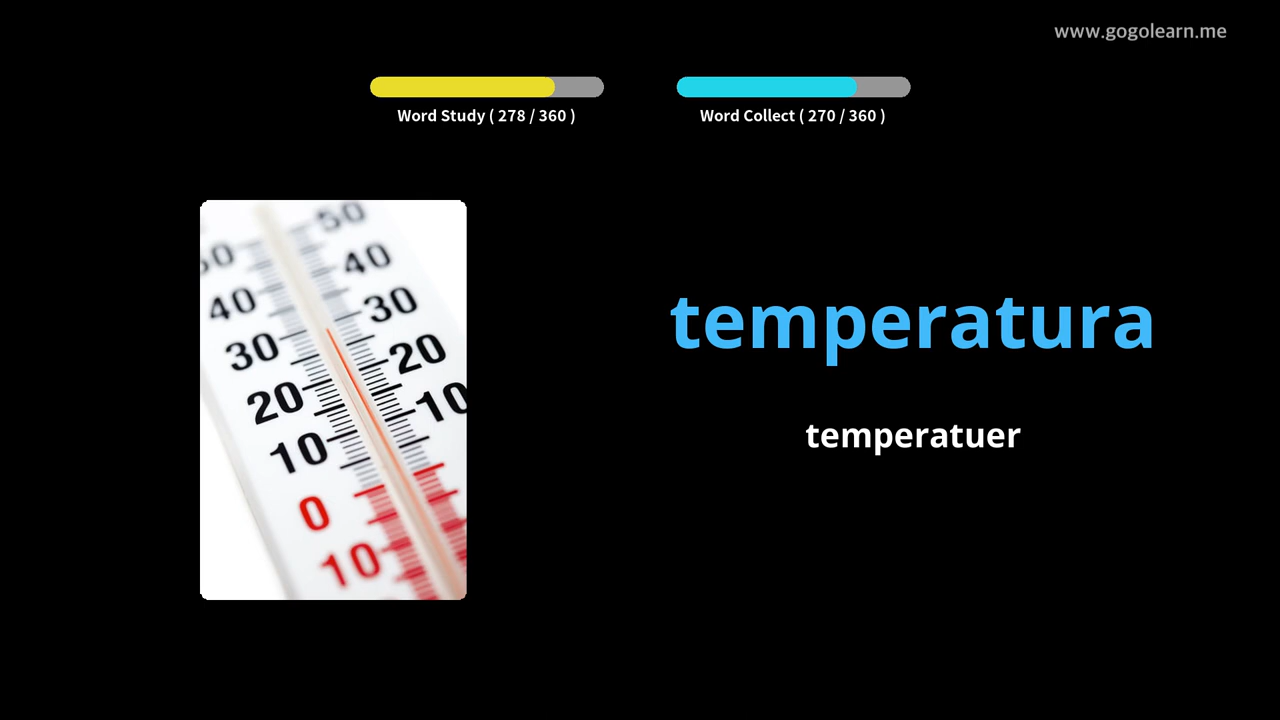 www.gogolearn.me
Word Study ( 278 / 360 )
Word Collect ( 270 / 360 )
50
40
40
30
30
20
20
10
10
0
10
temperatura
temperatuer